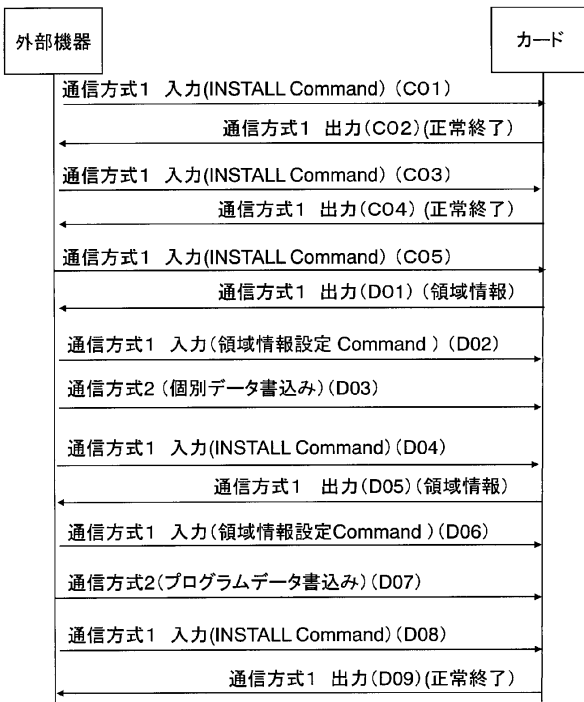 外部機器
カード
通信方式1 入力(INSTALL Command) (C01)
通信方式1 出力(C02)(正常終了)
通信方式1 入力(INSTALL Command) (C03)
通信方式1 出力(C04)(正常終了)
通信方式1 入力(INSTALL Command) (C05)
通信方式1 出力(D01)(領域情報)
通信方式1 入力(領域情報設定 Command ) (D02)
通信方式2 (個別データ書込み)(D03)
通信方式1 入力(INSTALL Command)(D04)
通信方式1 出力(D05)(領域情報)
通信方式1 入力(領域情報設定Command )(D06)
通信方式2(プログラムデータ書込み)(D07)
通信方式1 入力(INSTALL Command)(D08)
通信方式1 出力(D09)(正常終了)